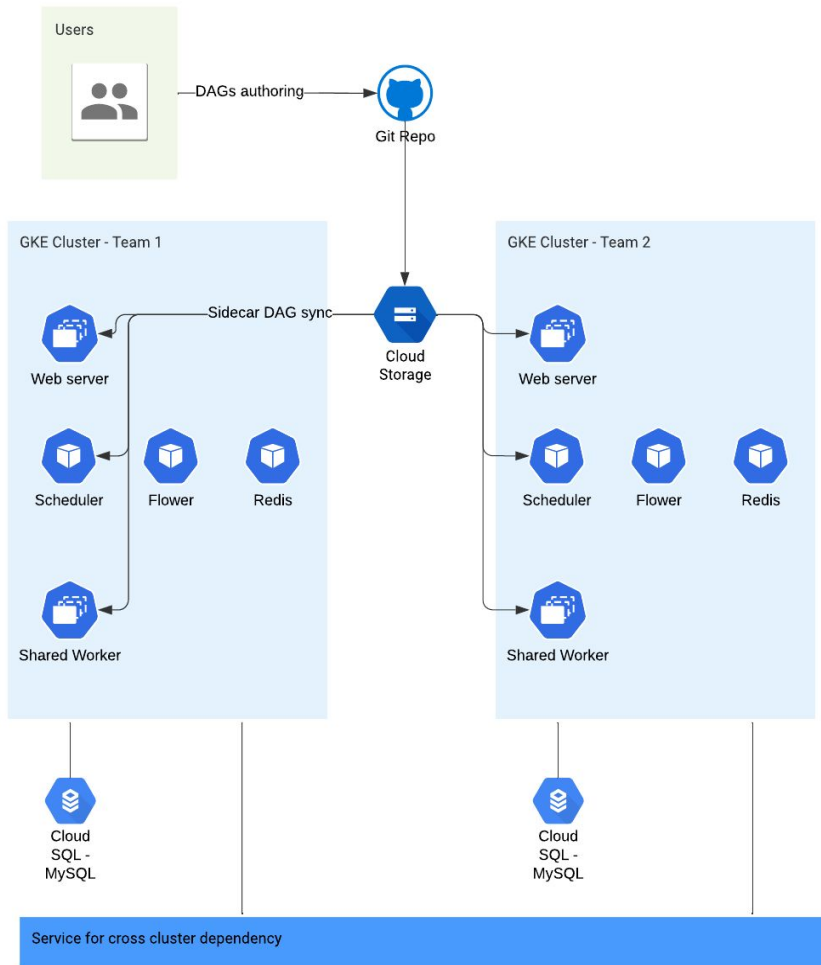 Users
DAGs authoring
Git Repo
GKE Cluster - Team 1
GKE Cluster - Team 2
Sidecar DAG sync
Cloud
Storage
Web server
Web server
Scheduler
Flower
Redis
Scheduler
Flower
Redis
Shared Worker
Shared Worker
Cloud
SQL -
MySQL
Cloud
SQL -
MySQL
Service for cross cluster dependency